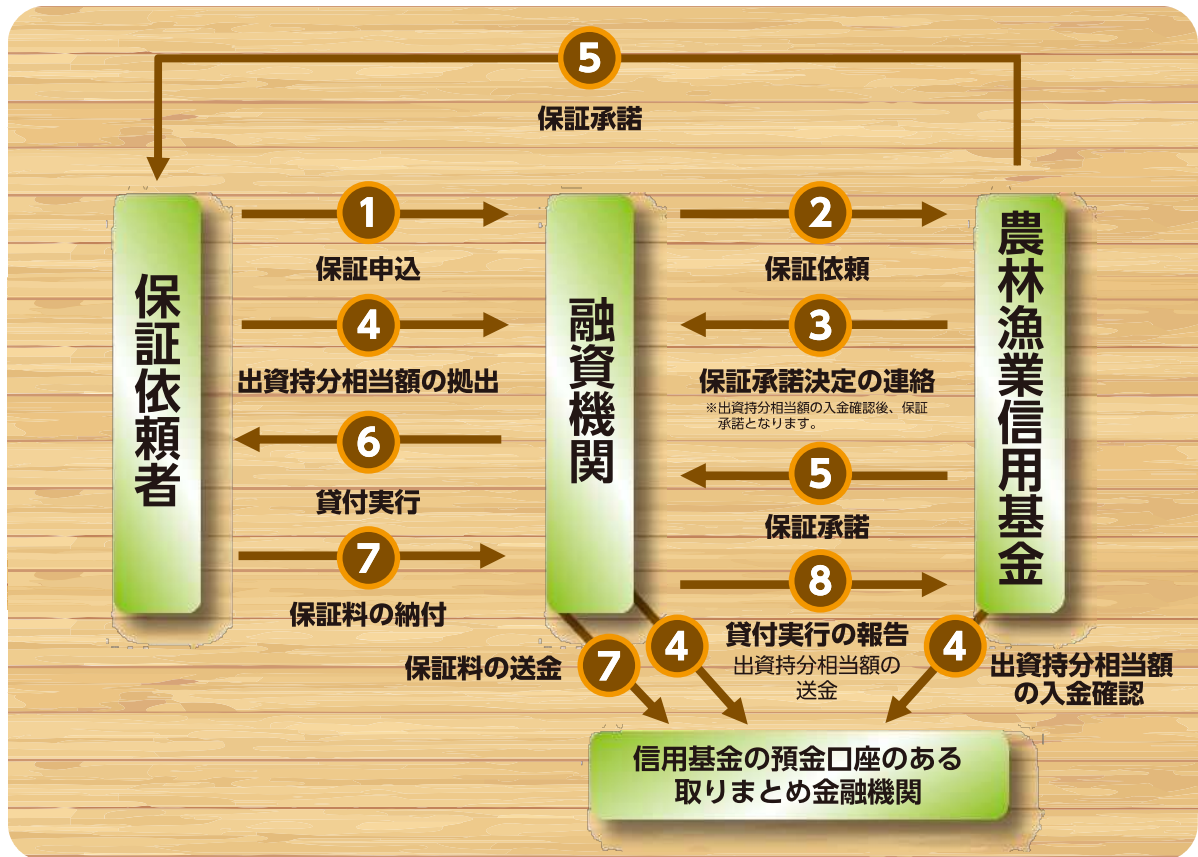 5
保証承諾
保証依頼者
1
保証申込
4
出資持分相当額の拠出
6
貸付実行
7
保証料の納付
融資機関
2
保証依頼
3
保証承諾決定の連絡
※出資持分相当額の入金確認後、保証
承諾となります。
5
保証承諾
8
貸付実行の報告
農林漁業信用基金
保証料の送金
7
4
出資持分相当額の
送金
4
出資持分相当額
の入金確認
信用基金の預金口座のある
取りまとめ金融機関